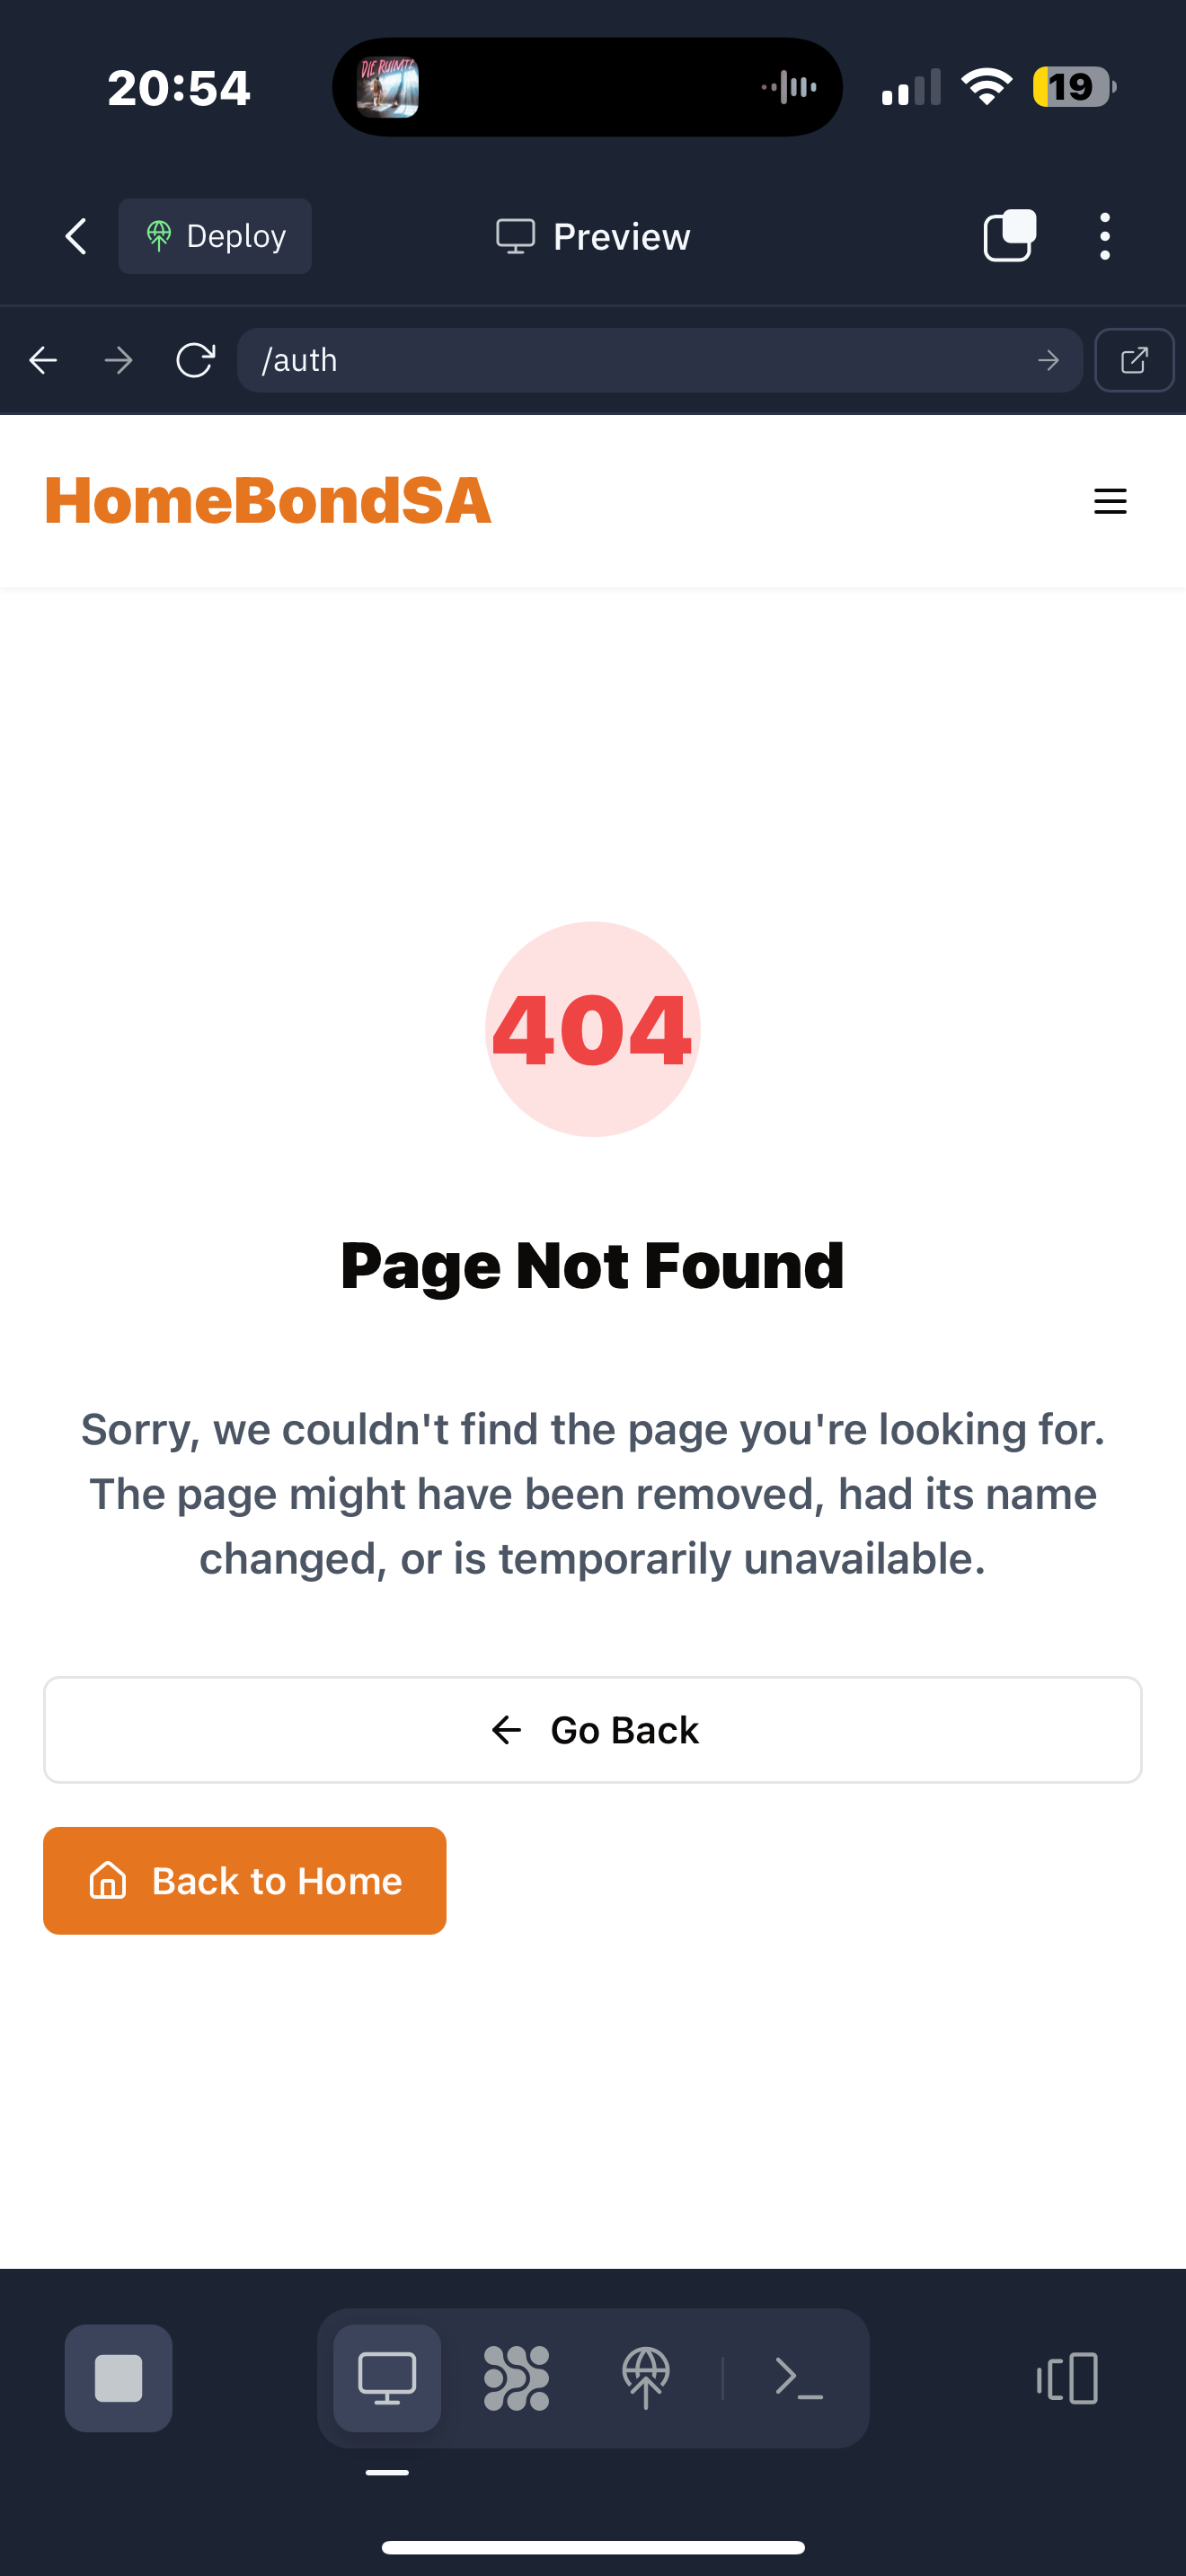 20:54
DIE RUIMTE
19
Deploy
Preview
/auth
HomeBondSA
404
Page Not Found
Sorry, we couldn't find the page you're looking for.
The page might have been removed, had its name
changed, or is temporarily unavailable.
Go Back
Back to Home